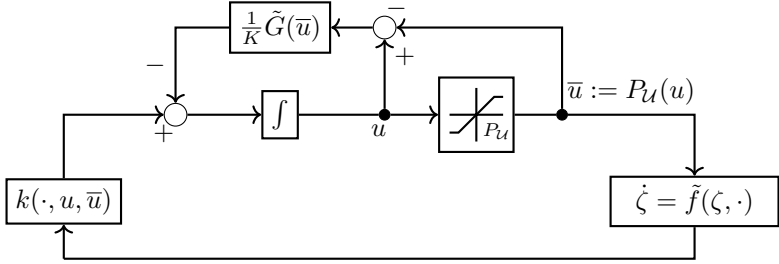 −
1/K G̃(u̅)
+
−
u̅ := P_𝒰(u)
∫
P_𝒰
+
u
k(·, u, u̅)
ζ̇ = f̃(ζ, ·)